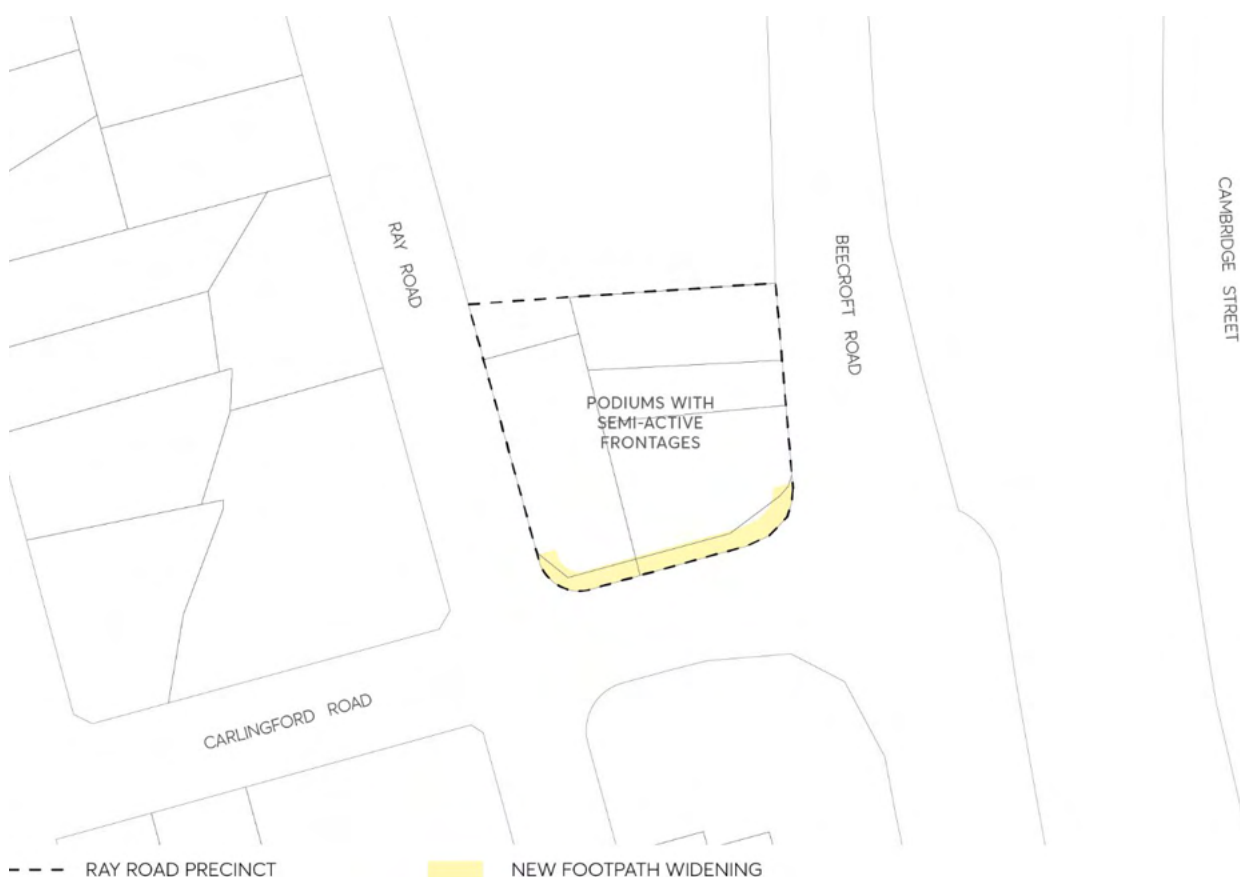 CAMBRIDGE STREET
RAY ROAD
BEECROFT ROAD
PODIUMS WITH
SEMI-ACTIVE
FRONTAGES
CARLINGFORD ROAD
RAY ROAD PRECINCT
NEW FOOTPATH WIDENING